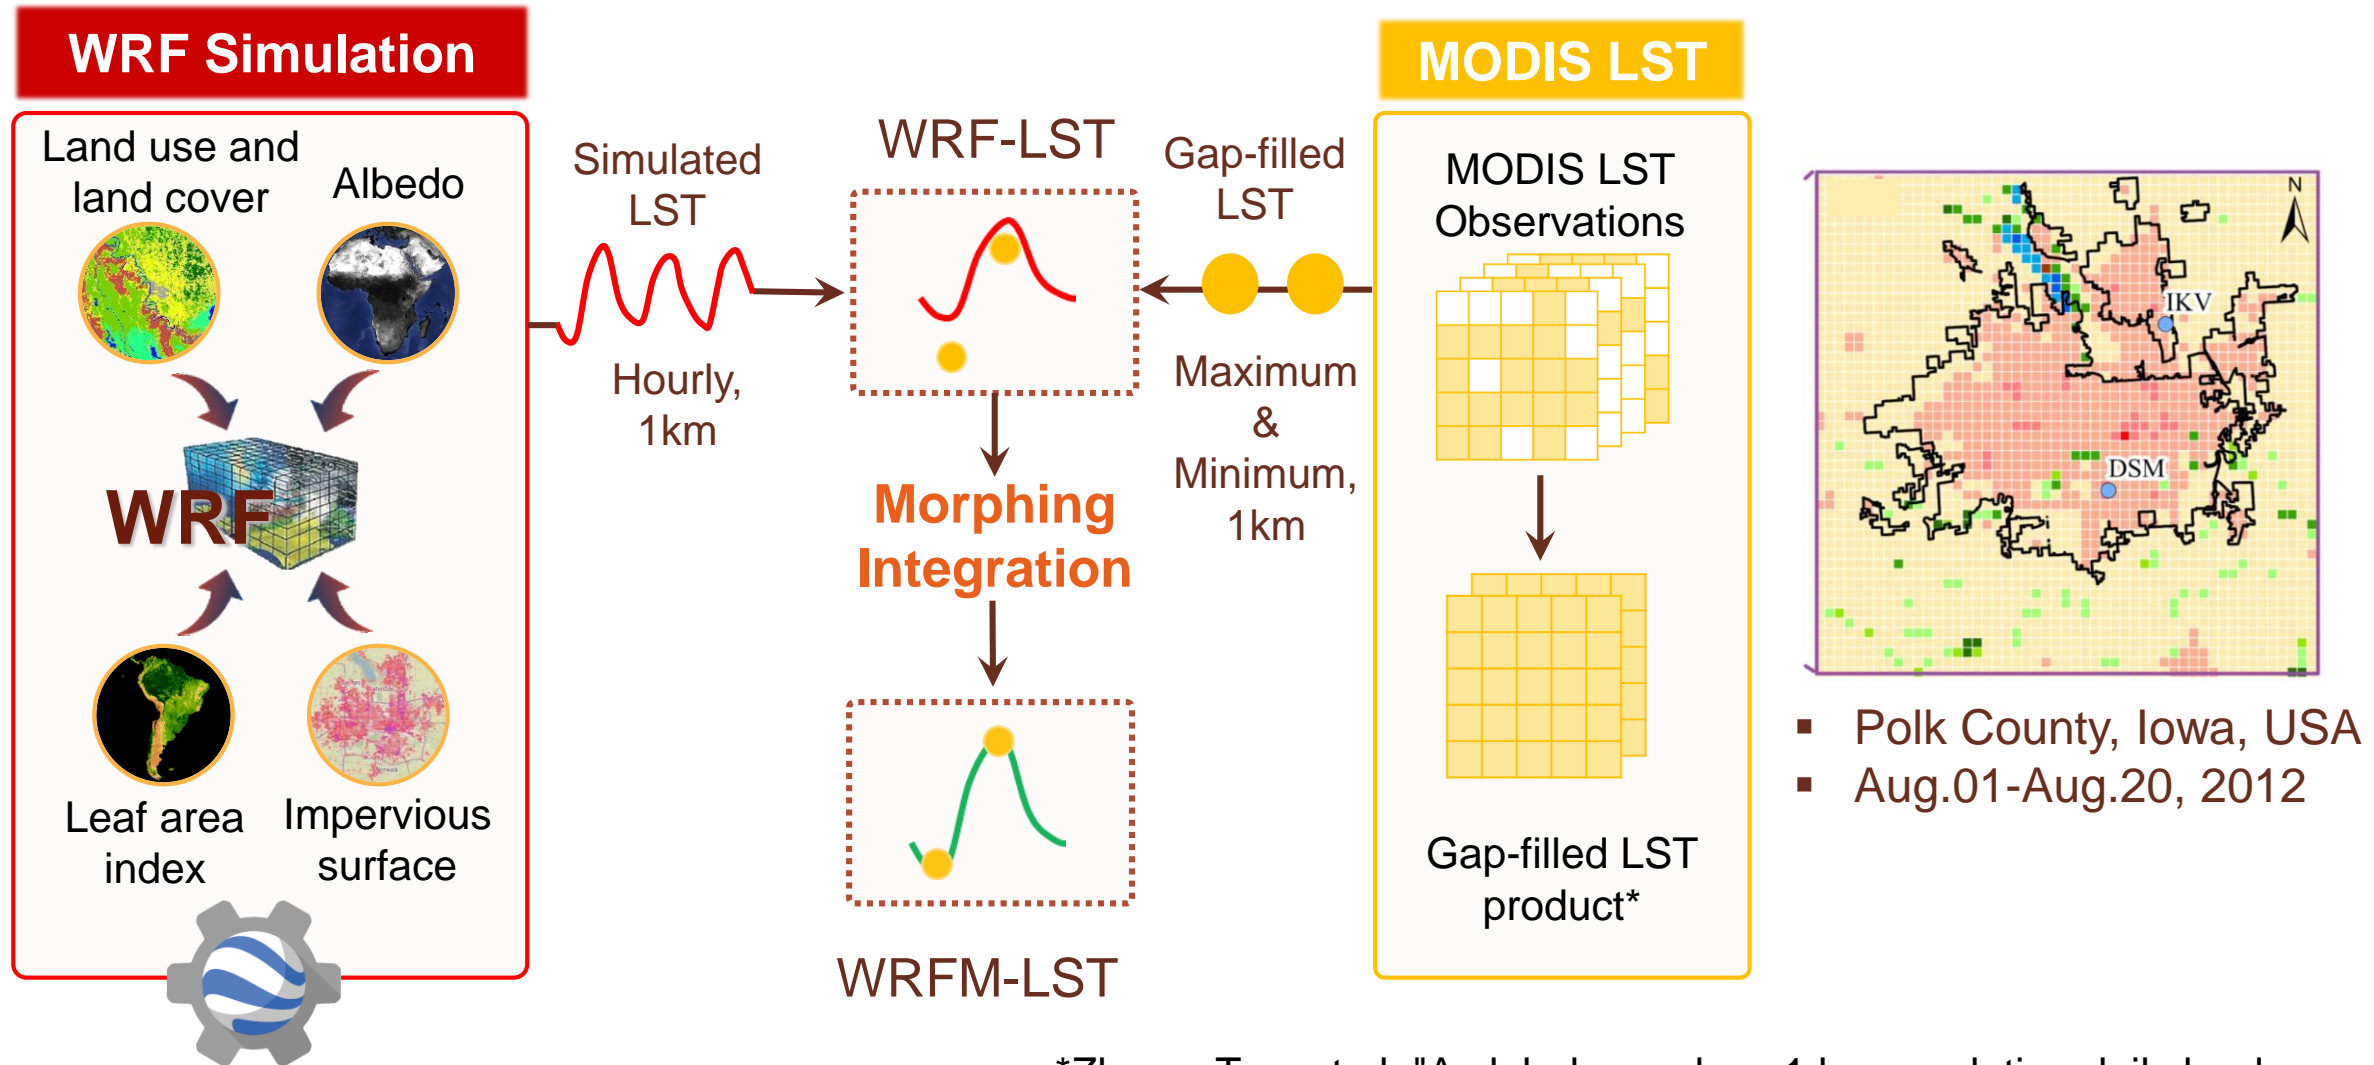 WRF Simulation
Land use and
land cover
Albedo
WRF
Leaf area
index
Impervious
surface
Simulated
LST
Hourly,
1km
WRF-LST
Morphing
Integration
WRFM-LST
Gap-filled
LST
Maximum
&
Minimum,
1km
MODIS LST
MODIS LST
Observations
Gap-filled LST
product*
N
IKV
DSM
▪ Polk County, Iowa, USA
▪ Aug.01-Aug.20, 2012